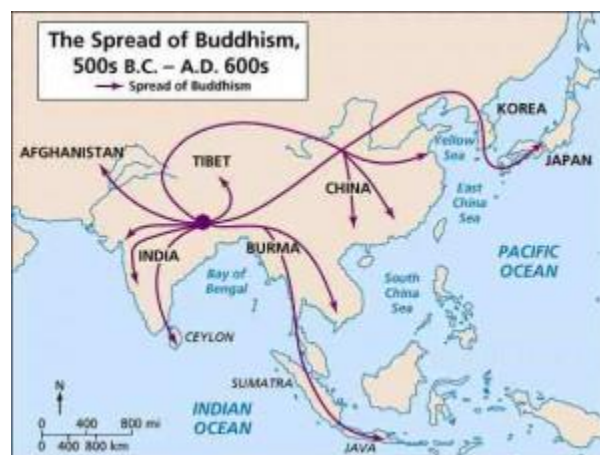 The Spread of Buddhism,
500s B.C. – A.D. 600s
Spread of Buddhism
KOREA
AFGHANISTAN
TIBET
Yellow
Sea
JAPAN
CHINA
East
China
Sea
INDIA
BURMA
PACIFIC
OCEAN
Bay of
Bengal
South
China
Sea
CEYLON
SUMATRA
N
INDIAN
OCEAN
0 400 800 mi
0 400 800 km
JAVA